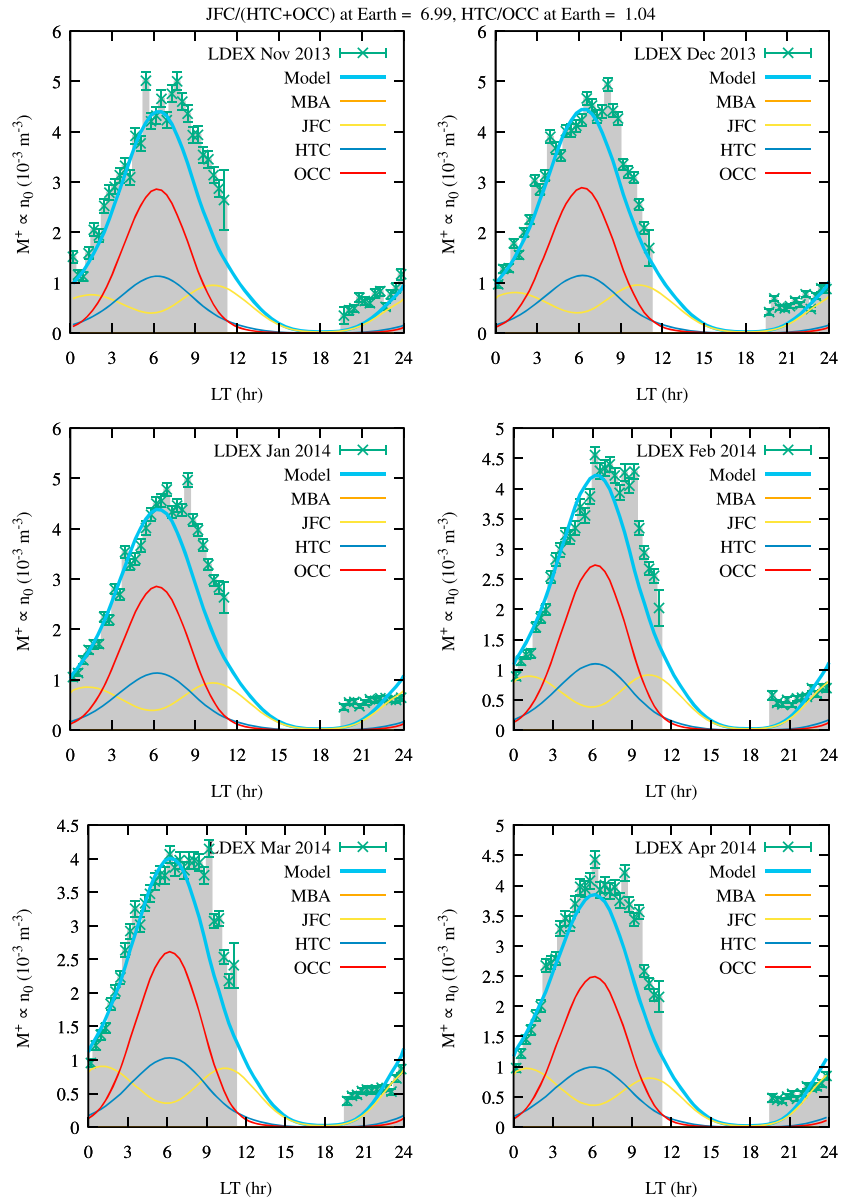 JFC/(HTC+OCC) at Earth = 6.99, HTC/OCC at Earth = 1.04
LDEX Nov 2013
Model
MBA
JFC
HTC
OCC
M⁺ ∝ n₀ (10⁻³ m⁻³)
6
5
4
3
2
1
0
0 3 6 9 12 15 18 21 24
LT (hr)
LDEX Dec 2013
Model
MBA
JFC
HTC
OCC
M⁺ ∝ n₀ (10⁻³ m⁻³)
6
5
4
3
2
1
0
0 3 6 9 12 15 18 21 24
LT (hr)
LDEX Jan 2014
Model
MBA
JFC
HTC
OCC
M⁺ ∝ n₀ (10⁻³ m⁻³)
6
5
4
3
2
1
0
0 3 6 9 12 15 18 21 24
LT (hr)
LDEX Feb 2014
Model
MBA
JFC
HTC
OCC
M⁺ ∝ n₀ (10⁻³ m⁻³)
5
4.5
4
3.5
3
2.5
2
1.5
1
0.5
0
0 3 6 9 12 15 18 21 24
LT (hr)
LDEX Mar 2014
Model
MBA
JFC
HTC
OCC
M⁺ ∝ n₀ (10⁻³ m⁻³)
4.5
4
3.5
3
2.5
2
1.5
1
0.5
0
0 3 6 9 12 15 18 21 24
LT (hr)
LDEX Apr 2014
Model
MBA
JFC
HTC
OCC
M⁺ ∝ n₀ (10⁻³ m⁻³)
5
4.5
4
3.5
3
2.5
2
1.5
1
0.5
0
0 3 6 9 12 15 18 21 24
LT (hr)